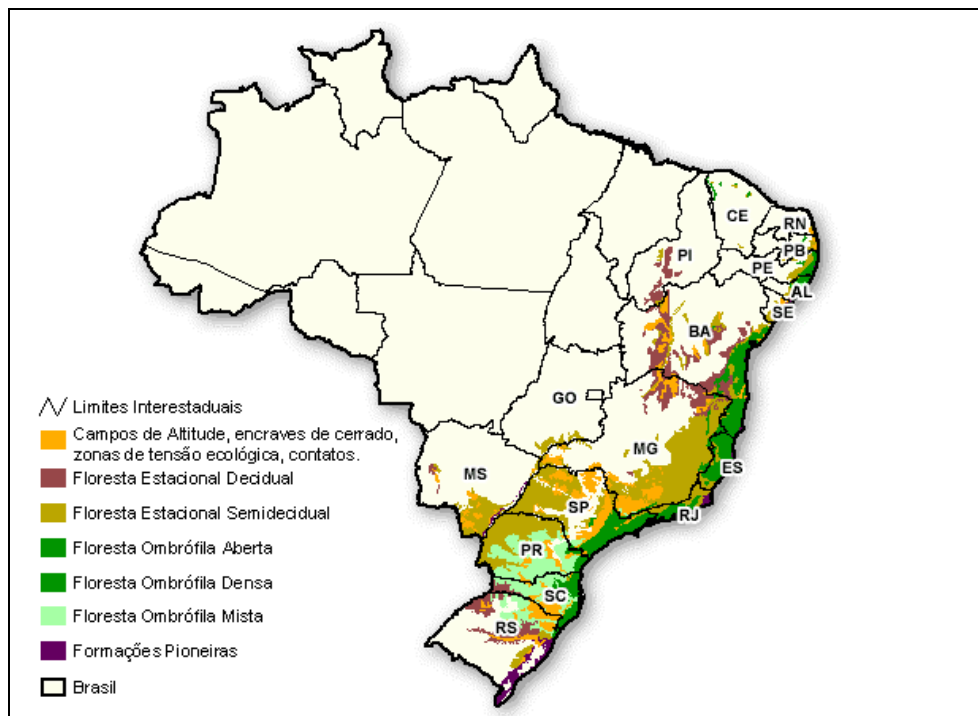 CE
RN
PB
PI
PE
AL
SE
BA
GO
MG
MS
ES
SP
RJ
PR
SC
RS
Limites Interestaduais
Campos de Altitude, encraves de cerrado,
zonas de tensão ecológica, contatos.
Floresta Estacional Decidual
Floresta Estacional Semidecidual
Floresta Ombrófila Aberta
Floresta Ombrófila Densa
Floresta Ombrófila Mista
Formações Pioneiras
Brasil